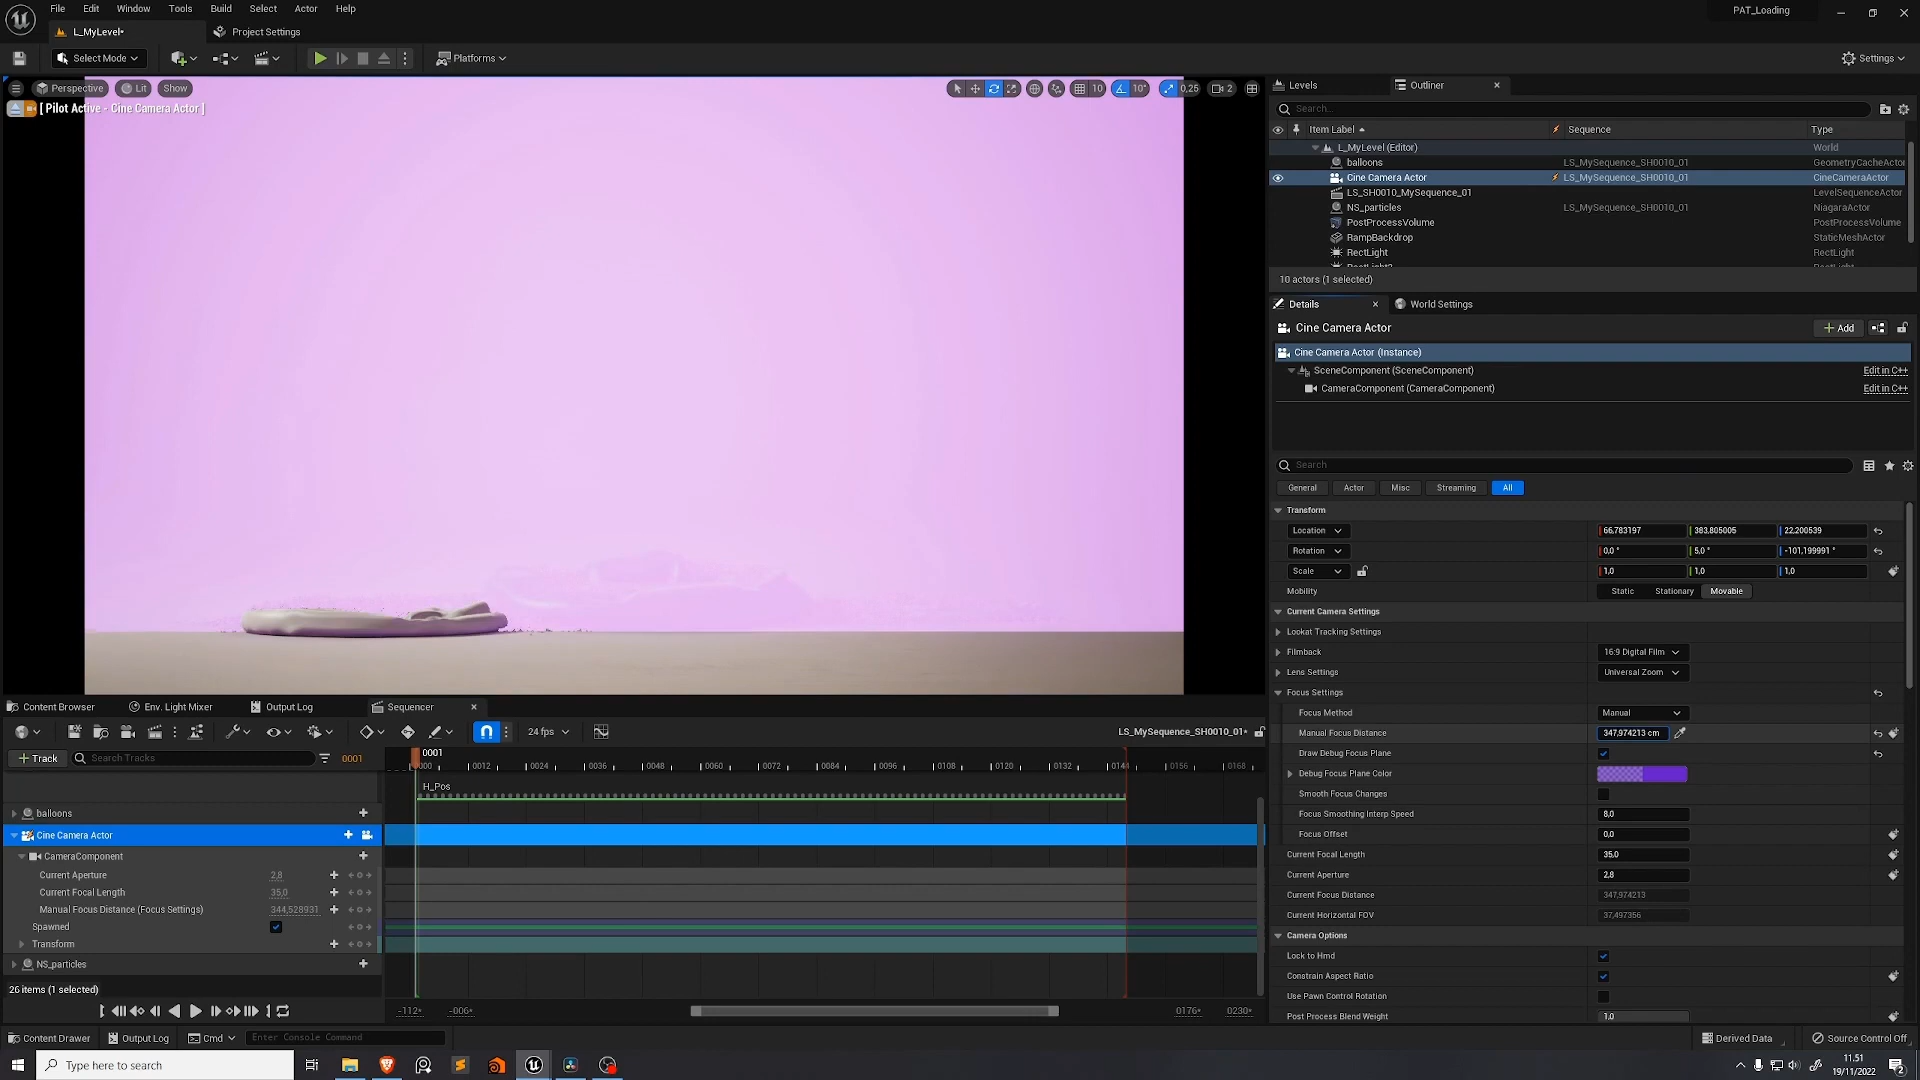 File Edit Window Tools Build Select Actor Help
PAT_Loading
L_MyLevel•
Project Settings
Select Mode
Platforms
Settings
Perspective Lit Show
10 10° 0,25 2
[ Pilot Active - Cine Camera Actor ]
Levels
Outliner
Search...
Item Label Sequence Type
L_MyLevel (Editor) World
balloons LS_MySequence_SH0010_01 GeometryCacheActor
Cine Camera Actor LS_MySequence_SH0010_01 CineCameraActor
LS_SH0010_MySequence_01 LevelSequenceActor
NS_particles LS_MySequence_SH0010_01 NiagaraActor
PostProcessVolume PostProcessVolume
RampBackdrop StaticMeshActor
RectLight RectLight
10 actors (1 selected)
Details
World Settings
Cine Camera Actor
Add
Cine Camera Actor (Instance)
SceneComponent (SceneComponent) Edit in C++
CameraComponent (CameraComponent) Edit in C++
Search
General Actor Misc Streaming All
Transform
Location 66,783197 383,805005 22,200539
Rotation 0,0 ° 5,0 ° -101,199991 °
Scale 1,0 1,0 1,0
Mobility Static Stationary Movable
Current Camera Settings
Lookat Tracking Settings
Filmback 16:9 Digital Film
Lens Settings Universal Zoom
Focus Settings
Focus Method Manual
Manual Focus Distance 347,974213 cm
Draw Debug Focus Plane
Debug Focus Plane Color
Smooth Focus Changes
Focus Smoothing Interp Speed 8,0
Focus Offset 0,0
Current Focal Length 35,0
Current Aperture 2,8
Current Focus Distance 347,974213
Current Horizontal FOV 37,497356
Camera Options
Lock to Hmd
Constrain Aspect Ratio
Use Pawn Control Rotation
Post Process Blend Weight 1,0
Content Browser
Env. Light Mixer
Output Log
Sequencer
24 fps
LS_MySequence_SH0010_01*
Track
Search Tracks
0001
0001
000 0012 0024 0036 0048 0060 0072 0084 0096 0108 0120 0132 0144 0156 0168
H_Pos
balloons
Cine Camera Actor
CameraComponent
Current Aperture 2,8
Current Focal Length 35,0
Manual Focus Distance (Focus Settings) 344,528931
Spawned
Transform
NS_particles
26 items (1 selected)
-112+ -006+ 0176+ 0230+
Content Drawer
Output Log
Cmd
Enter Console Command
Derived Data
Source Control Off
Type here to search
11.51
19/11/2022
2